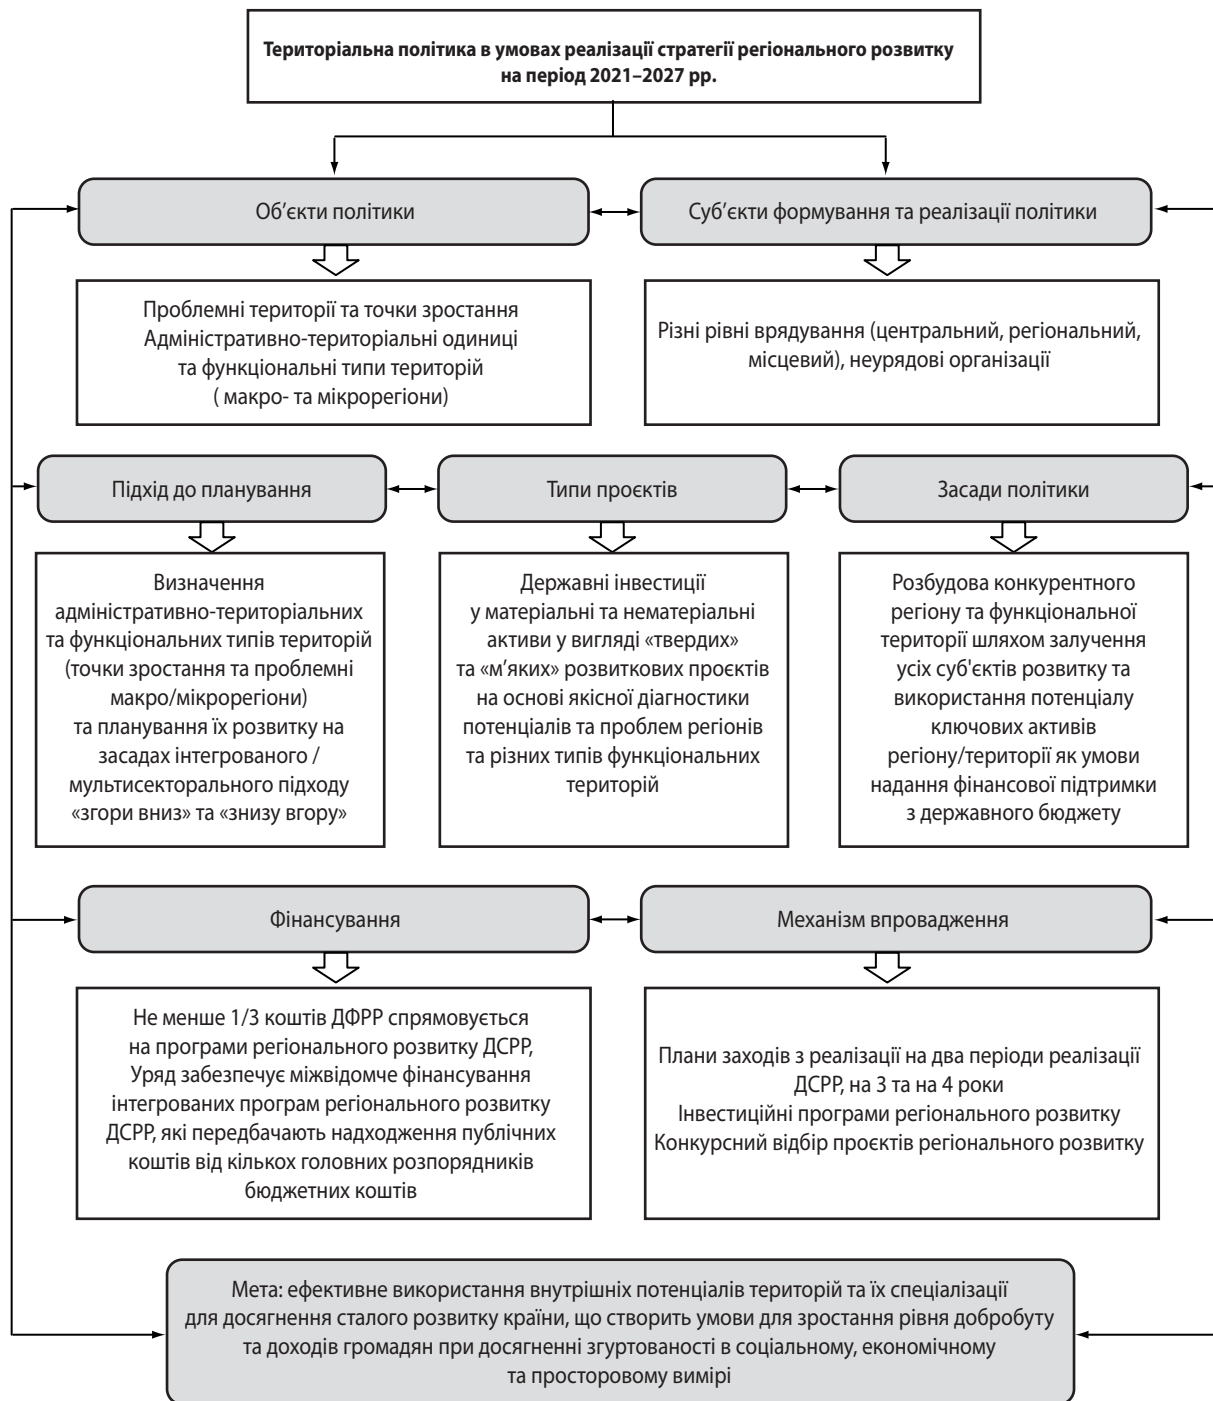 Територіальна політика в умовах реалізації стратегії регіонального розвитку
на період 2021–2027 рр.
Об’єкти політики
Суб’єкти формування та реалізації політики
Проблемні території та точки зростання
Адміністративно-територіальні одиниці
та функціональні типи територій
( макро- та мікрорегіони)
Різні рівні врядування (центральний, регіональний,
місцевий), неурядові організації
Підхід до планування
Типи проєктів
Засади політики
Визначення
адміністративно-територіальних
та функціональних типів територій
(точки зростання та проблемні
макро/мікрорегіони)
та планування їх розвитку на
засадах інтегрованого /
мультисекторального підходу
«згори вниз» та «знизу вгору»
Державні інвестиції
у матеріальні та нематеріальні
активи у вигляді «твердих»
та «м’яких» розвиткових проєктів
на основі якісної діагностики
потенціалів та проблем регіонів
та різних типів функціональних
територій
Розбудова конкурентного
регіону та функціональної
території шляхом залучення
усіх суб'єктів розвитку та
використання потенціалу
ключових активів
регіону/території як умови
надання фінансової підтримки
з державного бюджету
Фінансування
Механізм впровадження
Не менше 1/3 коштів ДФРР спрямовується
на програми регіонального розвитку ДСРР,
Уряд забезпечує міжвідомче фінансування
інтегрованих програм регіонального розвитку
ДСРР, які передбачають надходження публічних
коштів від кількох головних розпорядників
бюджетних коштів
Плани заходів з реалізації на два періоди реалізації
ДСРР, на 3 та на 4 роки
Інвестиційні програми регіонального розвитку
Конкурсний відбір проєктів регіонального розвитку
Мета: ефективне використання внутрішніх потенціалів територій та їх спеціалізації
для досягнення сталого розвитку країни, що створить умови для зростання рівня добробуту
та доходів громадян при досягненні згуртованості в соціальному, економічному
та просторовому вимірі